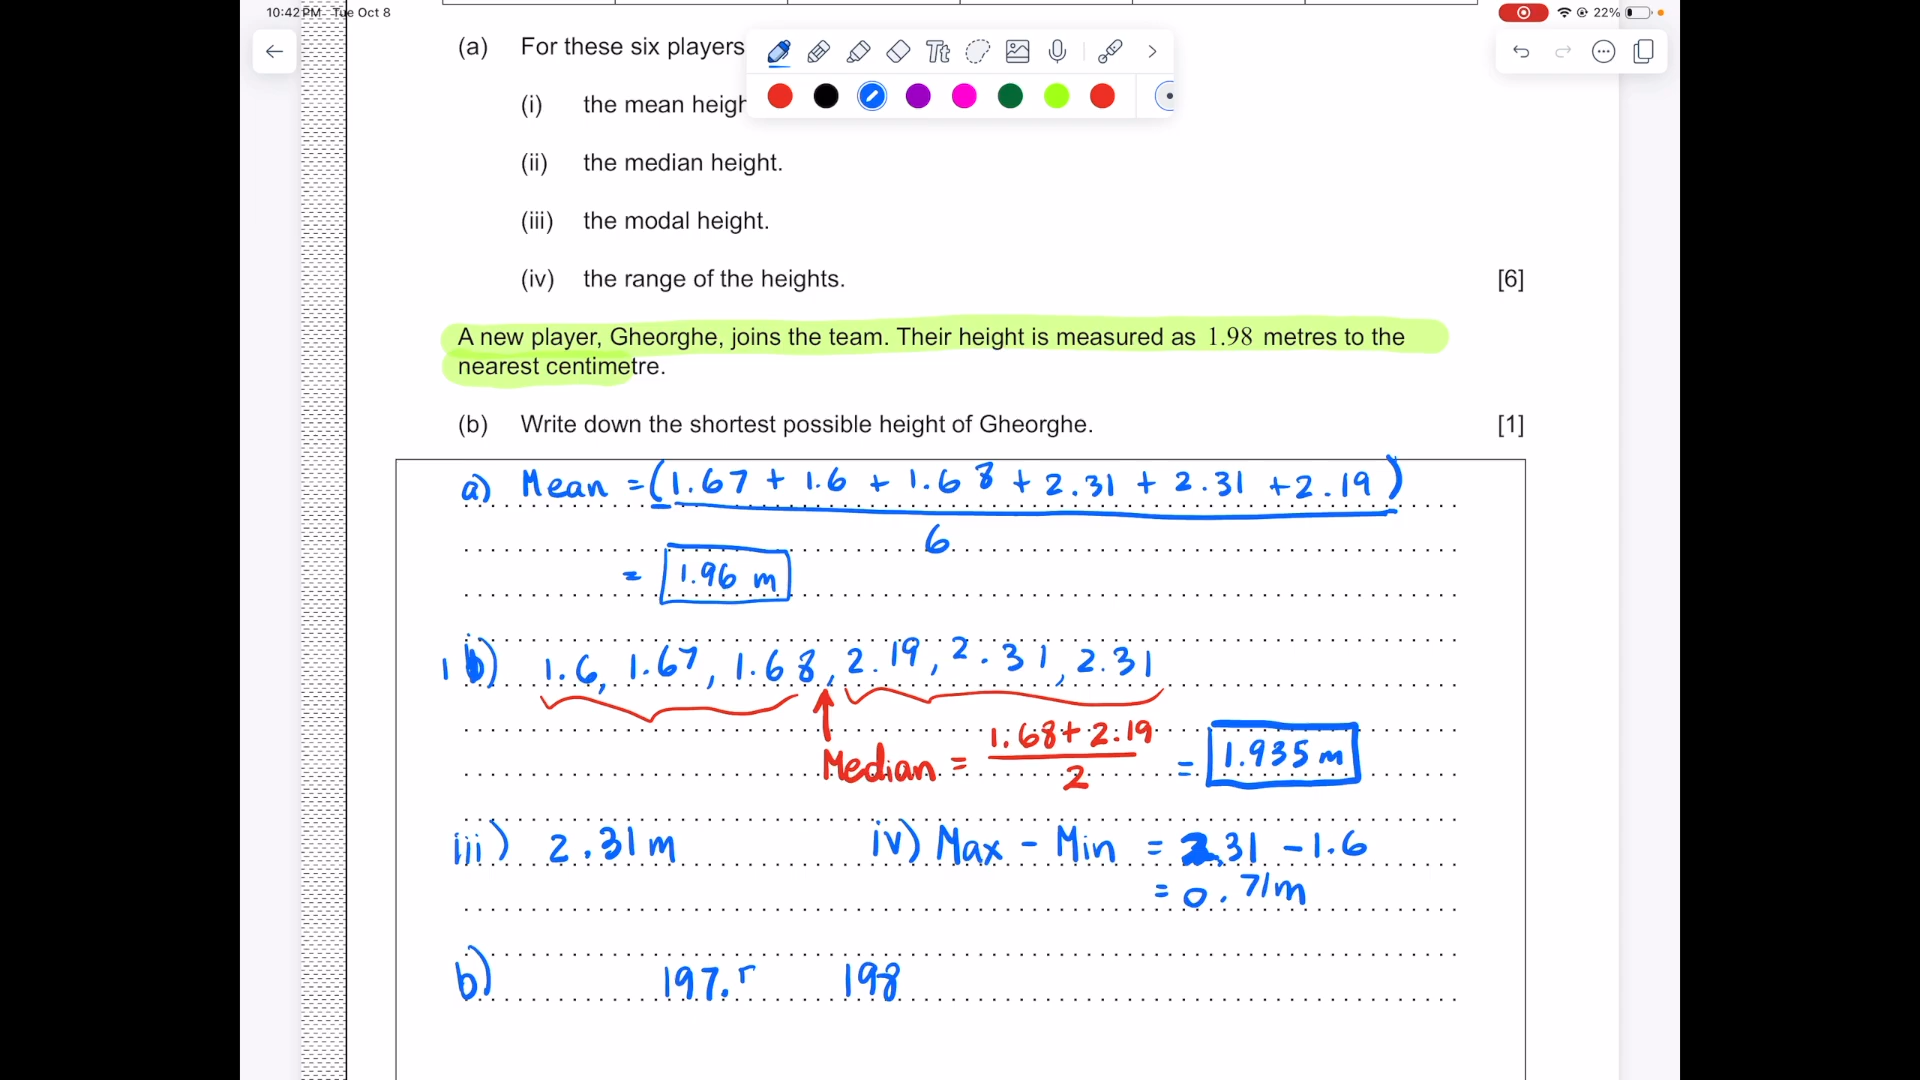 10:42 PM Tue Oct 8
22%
(a) For these six players
(i) the mean heigh
(ii) the median height.
(iii) the modal height.
(iv) the range of the heights. [6]
A new player, Gheorghe, joins the team. Their height is measured as 1.98 metres to the
nearest centimetre.
(b) Write down the shortest possible height of Gheorghe. [1]
a) Mean = (1.67 + 1.6 + 1.68 + 2.31 + 2.31 + 2.19)
6
= 1.96 m
1.6, 1.67, 1.68, 2.19, 2.31, 2.31
Median = 1.68 + 2.19 = 1.935 m
2
iii) 2.31 m iv) Max - Min = 2.31 - 1.6
= 0.71m
b) 197. 198
Tt